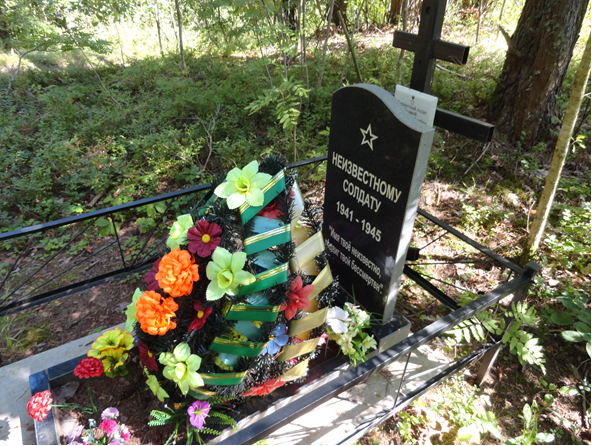 НЕИЗВЕСТНОМУ
СОЛДАТУ
1941 - 1945
"Имя твоё неизвестно,
подвиг твой бессмертен"